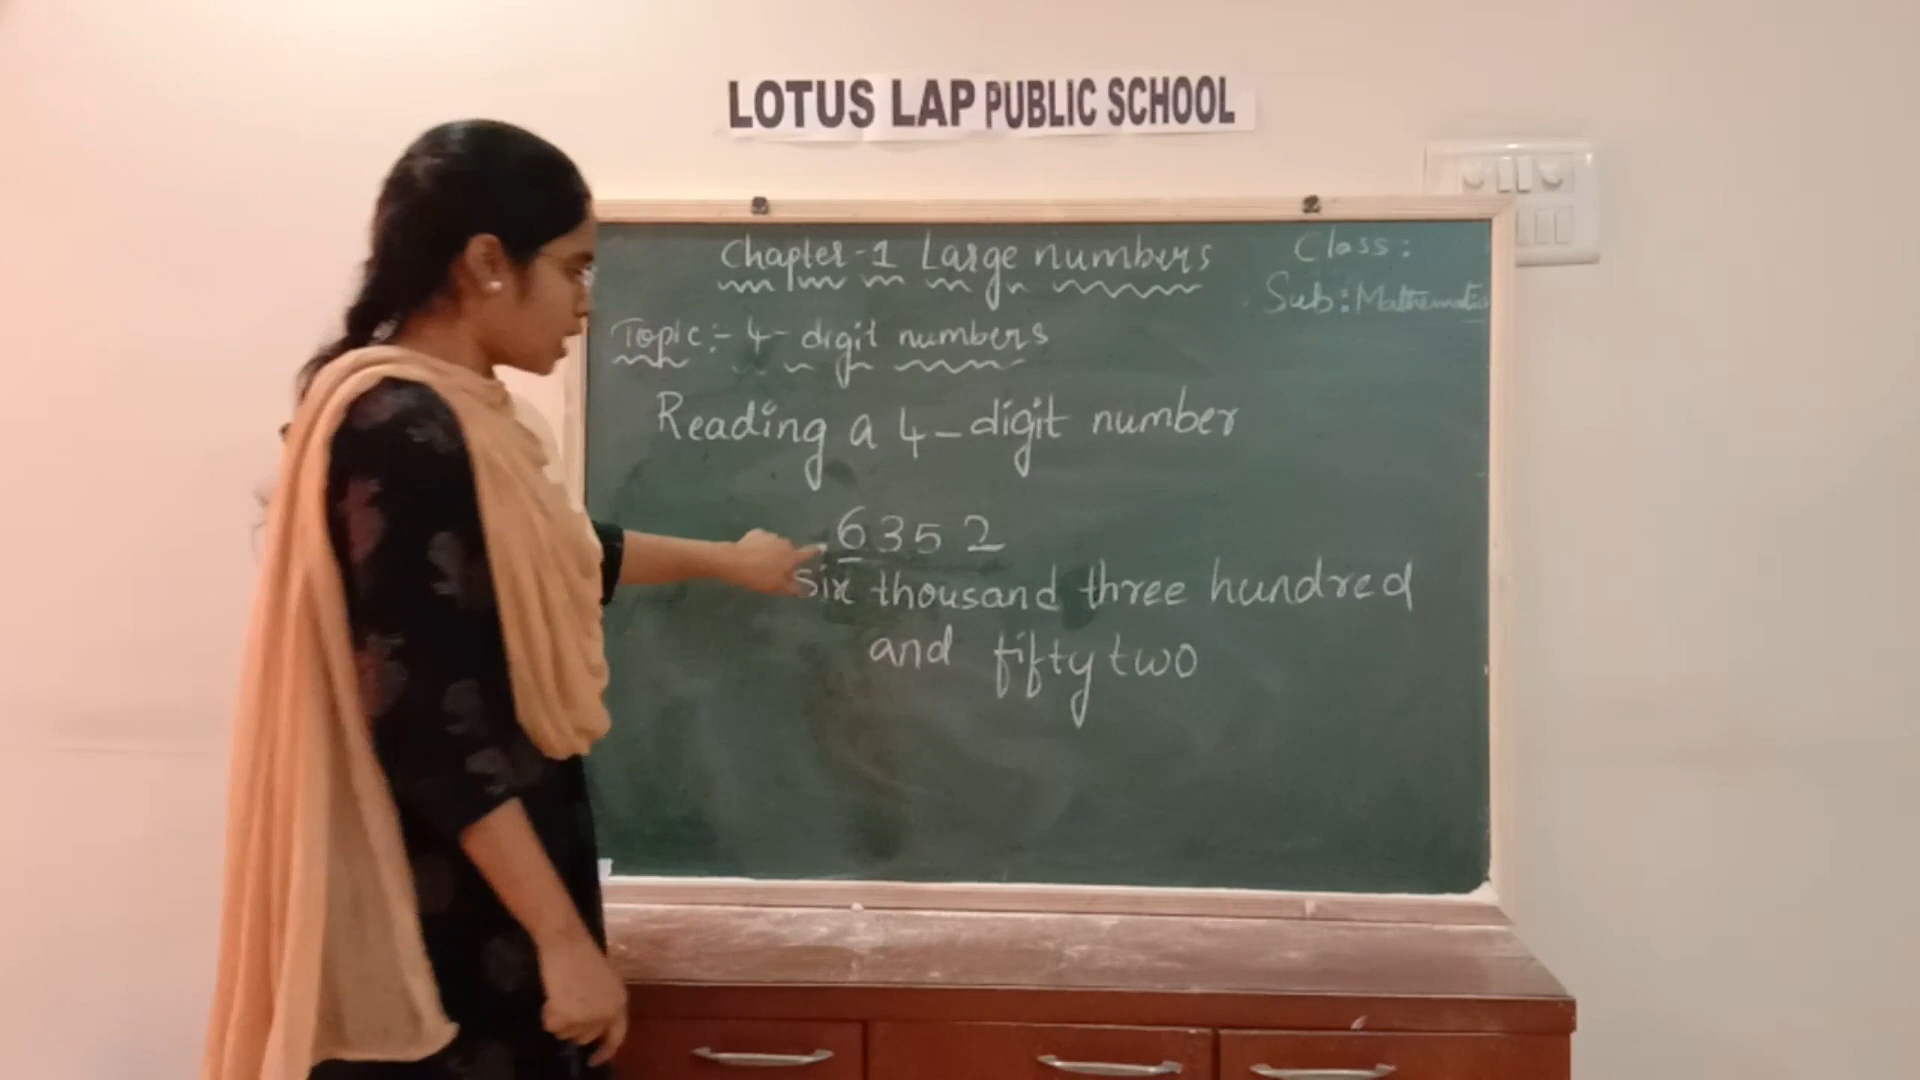 LOTUS LAP PUBLIC SCHOOL
Chapter-1 Large numbers
Class:
Sub: Mathematics
Topic:- 4-digit numbers
Reading a 4-digit number
6352
six thousand three hundred
and fifty two